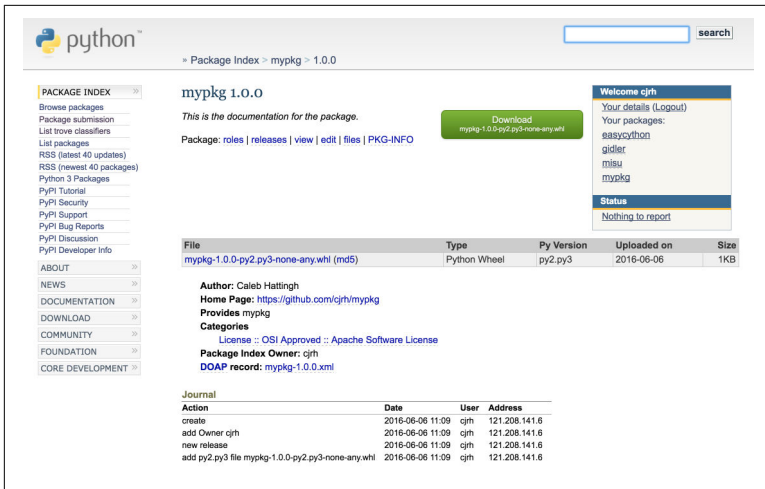 python™
search
» Package Index > mypkg > 1.0.0
PACKAGE INDEX »
Browse packages
Package submission
List trove classifiers
List packages
RSS (latest 40 updates)
RSS (newest 40 packages)
Python 3 Packages
PyPI Tutorial
PyPI Security
PyPI Support
PyPI Bug Reports
PyPI Discussion
PyPI Developer Info
ABOUT »
NEWS »
DOCUMENTATION »
DOWNLOAD »
COMMUNITY »
FOUNDATION »
CORE DEVELOPMENT »
mypkg 1.0.0
This is the documentation for the package.
Package: roles | releases | view | edit | files | PKG-INFO
Download
mypkg-1.0.0-py2.py3-none-any.whl
Welcome cjrh
Your details (Logout)
Your packages:
easycython
gidler
misu
mypkg
Status
Nothing to report
File Type Py Version Uploaded on Size
mypkg-1.0.0-py2.py3-none-any.whl (md5) Python Wheel py2.py3 2016-06-06 1KB
Author: Caleb Hattingh
Home Page: https://github.com/cjrh/mypkg
Provides mypkg
Categories
License :: OSI Approved :: Apache Software License
Package Index Owner: cjrh
DOAP record: mypkg-1.0.0.xml
Journal
Action Date User Address
create 2016-06-06 11:09 cjrh 121.208.141.6
add Owner cjrh 2016-06-06 11:09 cjrh 121.208.141.6
new release 2016-06-06 11:09 cjrh 121.208.141.6
add py2.py3 file mypkg-1.0.0-py2.py3-none-any.whl 2016-06-06 11:09 cjrh 121.208.141.6